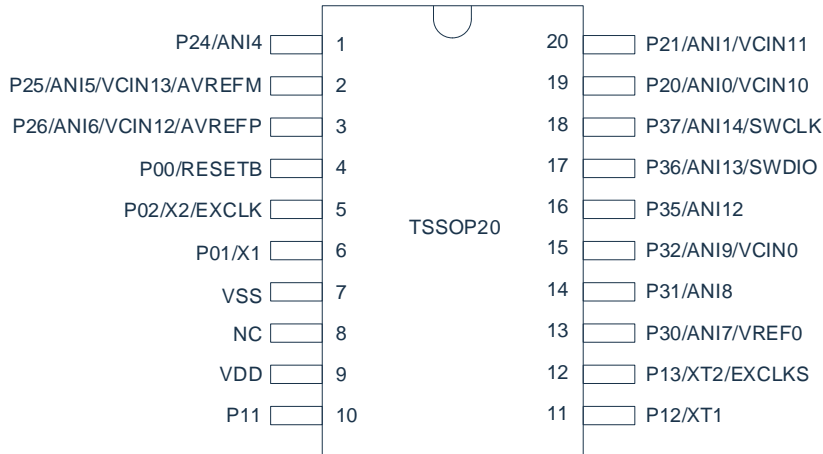 P24/ANI4 1 20 P21/ANI1/VCIN11
P25/ANI5/VCIN13/AVREFM 2 19 P20/ANI0/VCIN10
P26/ANI6/VCIN12/AVREFP 3 18 P37/ANI14/SWCLK
P00/RESETB 4 17 P36/ANI13/SWDIO
P02/X2/EXCLK 5 16 P35/ANI12
TSSOP20
P01/X1 6 15 P32/ANI9/VCIN0
VSS 7 14 P31/ANI8
NC 8 13 P30/ANI7/VREF0
VDD 9 12 P13/XT2/EXCLKS
P11 10 11 P12/XT1